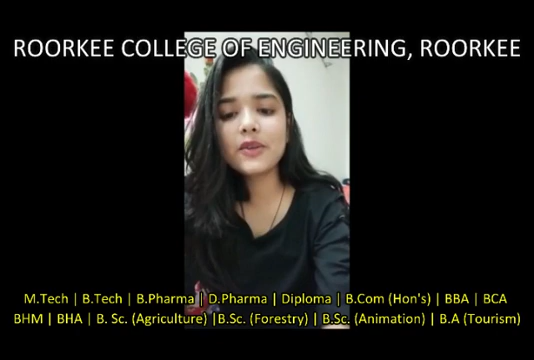 ROORKEE COLLEGE OF ENGINEERING, ROORKEE
M.Tech | B.Tech | B.Pharma | D.Pharma | Diploma | B.Com (Hon's) | BBA | BCA
BHM | BHA | B. Sc. (Agriculture) |B.Sc. (Forestry) | B.Sc. (Animation) | B.A (Tourism)